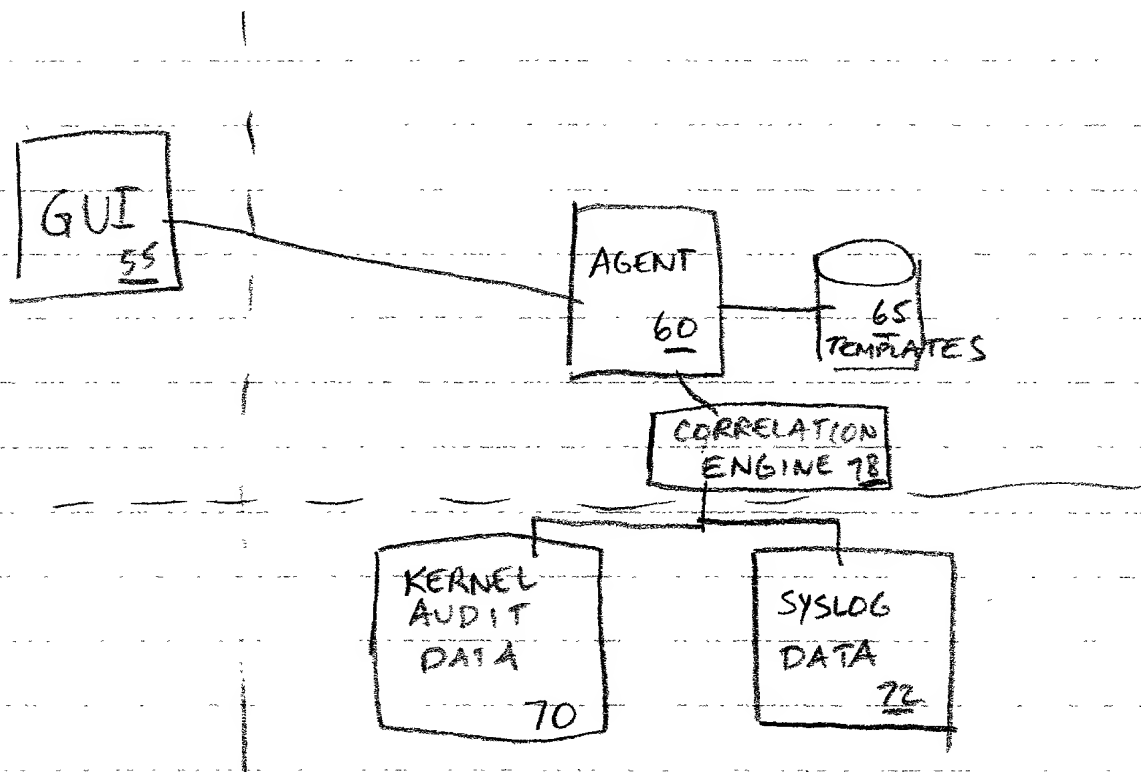 GUI
55
AGENT
60
65
TEMPLATES
CORRELATION
ENGINE 78
KERNEL
AUDIT
DATA
70
SYSLOG
DATA
72